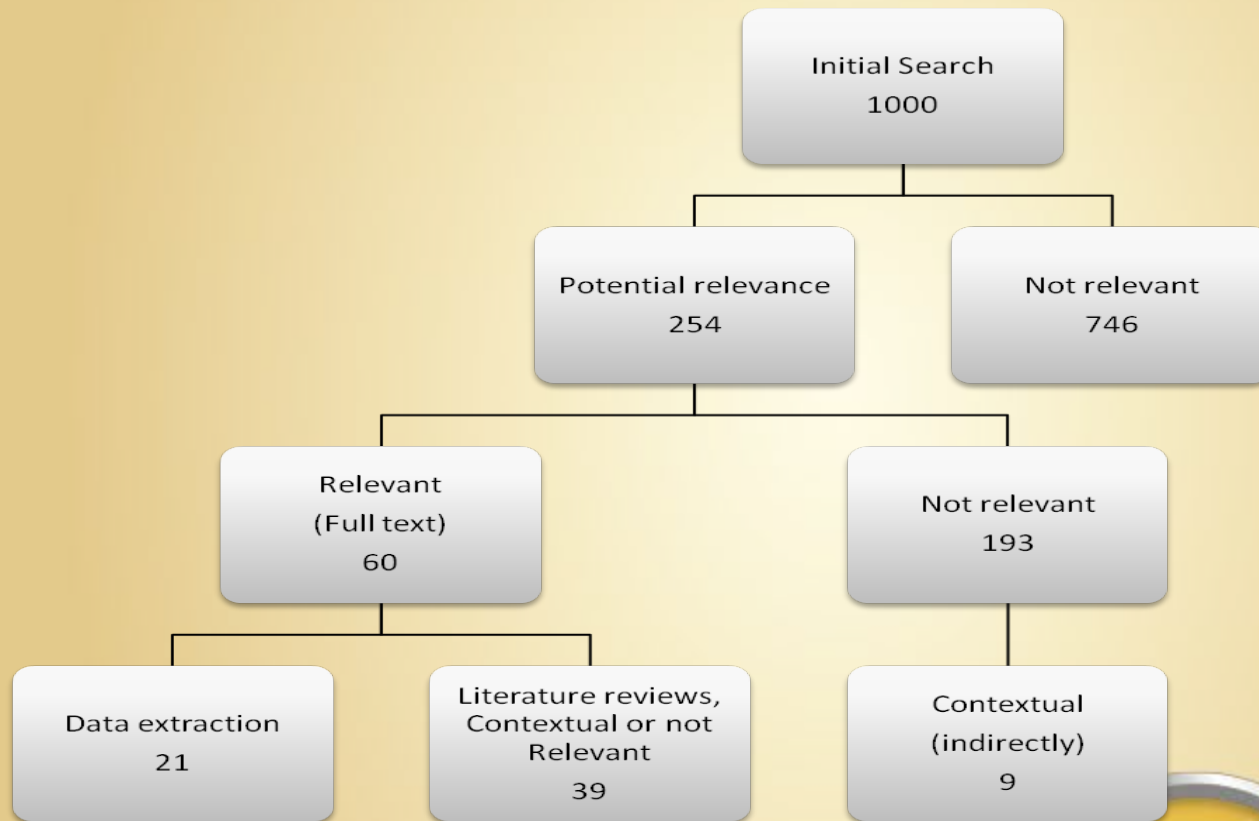 Initial Search
1000
Potential relevance
254
Not relevant
746
Relevant
(Full text)
60
Not relevant
193
Data extraction
21
Literature reviews,
Contextual or not
Relevant
39
Contextual
(indirectly)
9